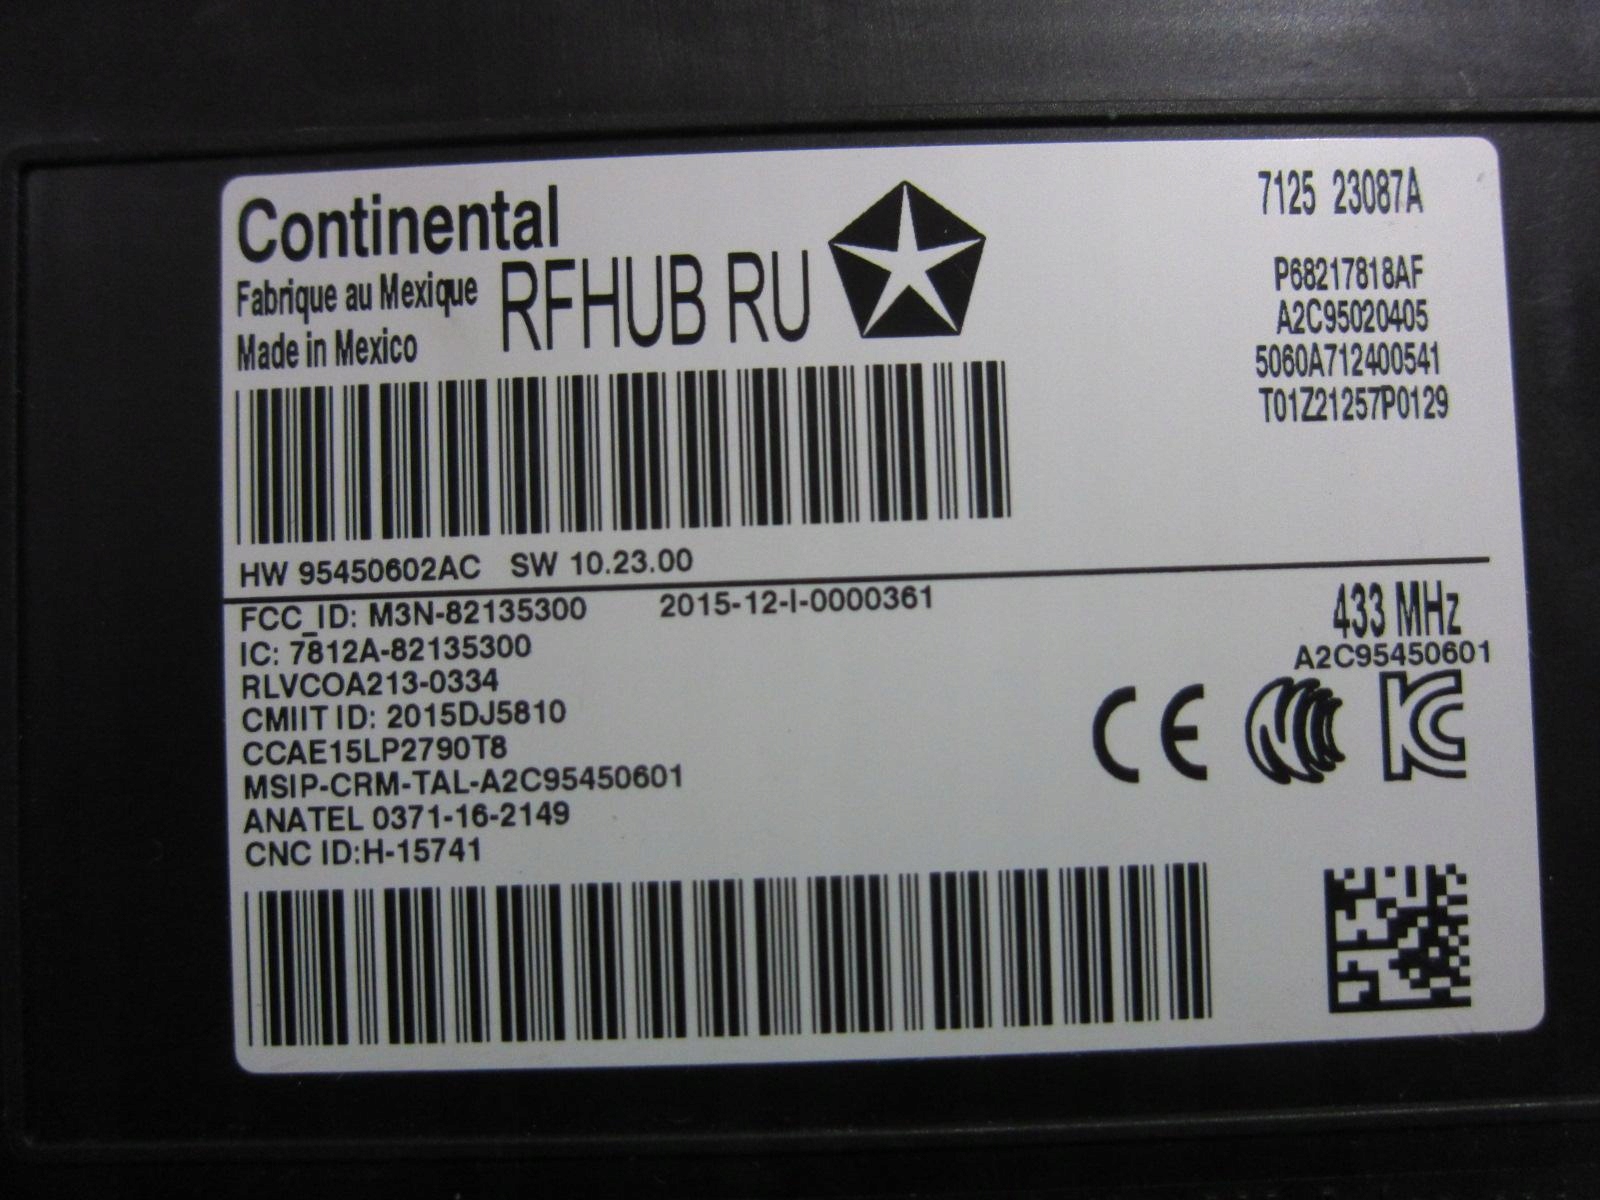 Continental
Fabrique au Mexique
Made in Mexico
RFHUB RU
7125 23087A
P68217818AF
A2C95020405
5060A712400541
T01Z21257P0129
HW 95450602AC SW 10.23.00
FCC_ID: M3N-82135300 2015-12-I-0000361
IC: 7812A-82135300
RLVCOA213-0334
CMIIT ID: 2015DJ5810
CCAE15LP2790T8
MSIP-CRM-TAL-A2C95450601
ANATEL 0371-16-2149
CNC ID:H-15741
433 MHz
A2C95450601
CE